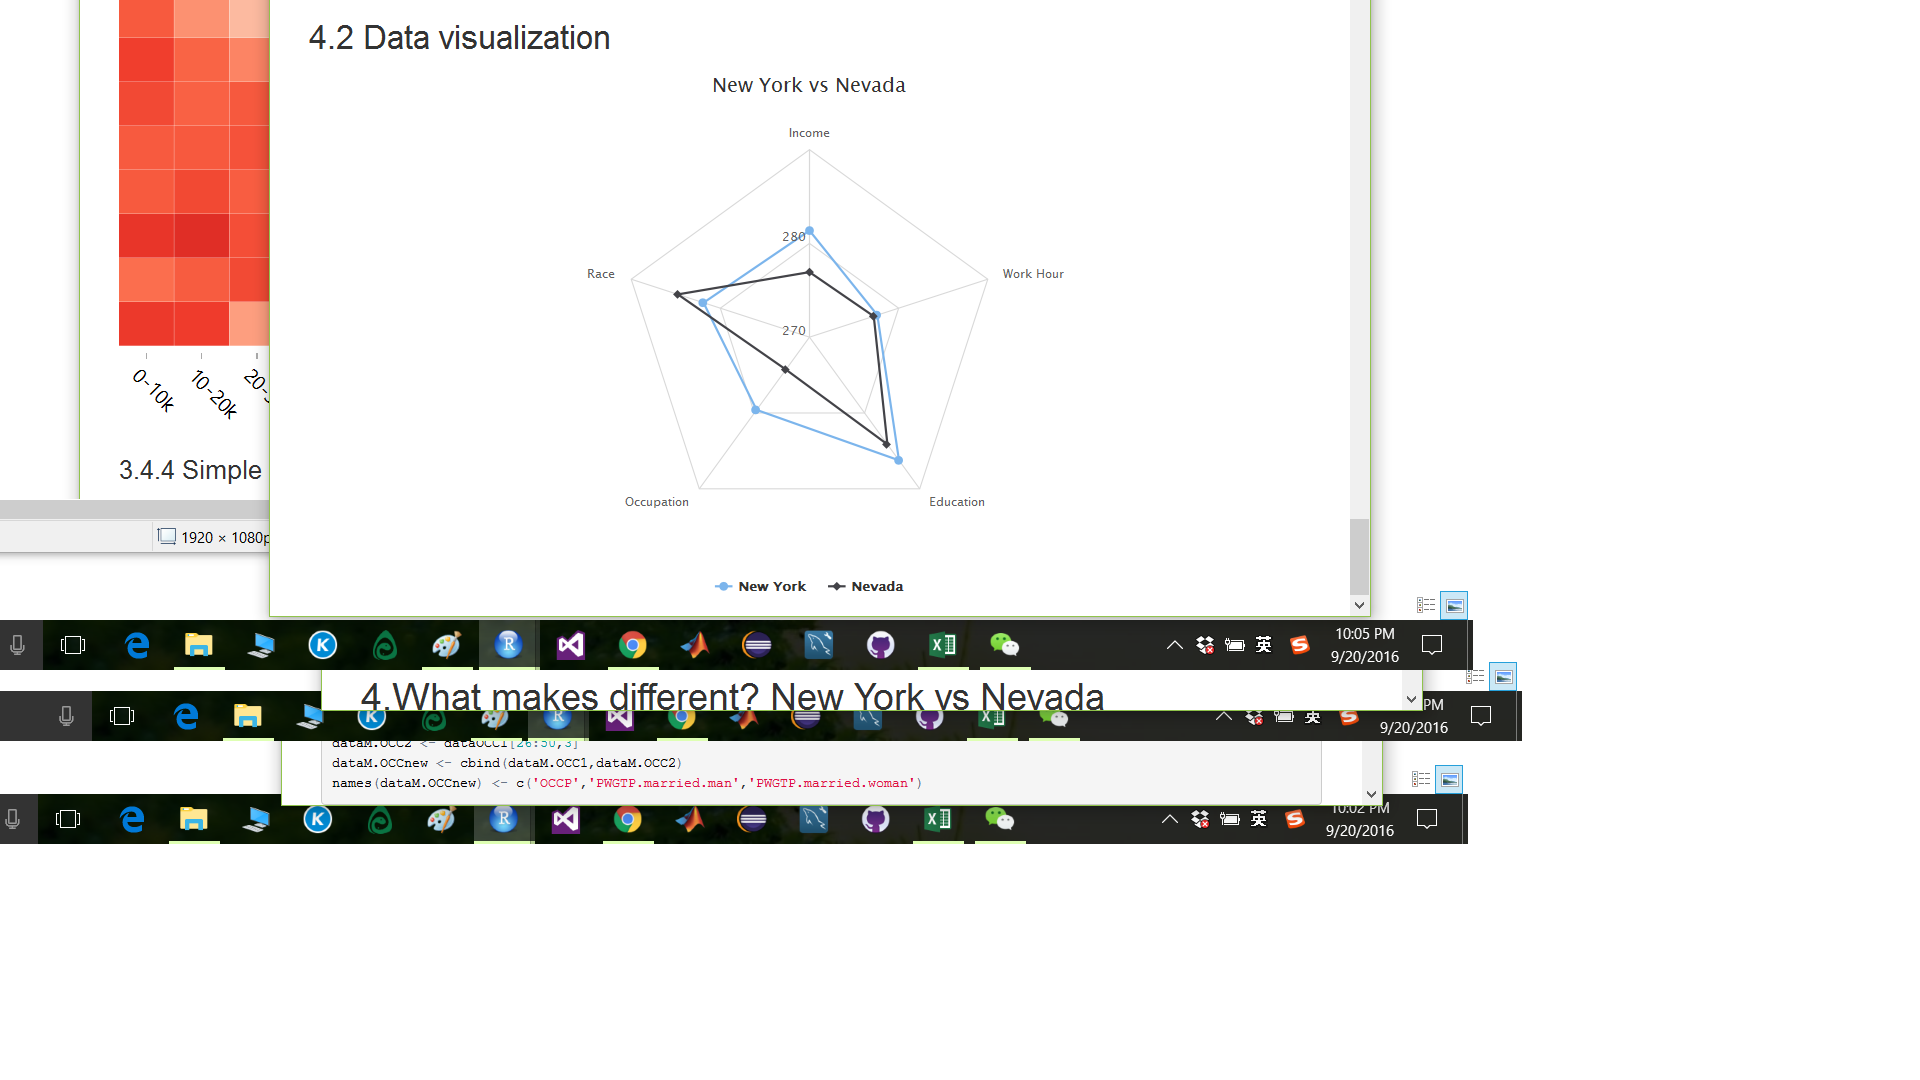 4.2 Data visualization
New York vs Nevada
Income
280
Race
Work Hour
270
0-10k
10-20k
3.4.4 Simple
Occupation
Education
1920 × 1080p
New York
Nevada
10:05 PM
英
9/20/2016
4.What makes different? New York vs Nevada
PM
英
9/20/2016
dataM.OCC2 <- dataOCC1[26:50,3]
dataM.OCCnew <- cbind(dataM.OCC1,dataM.OCC2)
names(dataM.OCCnew) <- c('OCCP','PWGTP.married.man','PWGTP.married.woman')
10:02 PM
英
9/20/2016